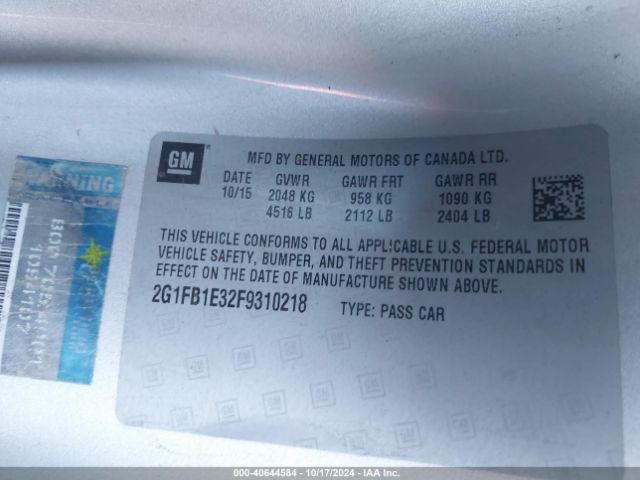 GM
MFD BY GENERAL MOTORS OF CANADA LTD.
DATE GVWR GAWR FRT GAWR RR
10/15 2048 KG 958 KG 1090 KG
4516 LB 2112 LB 2404 LB
THIS VEHICLE CONFORMS TO ALL APPLICABLE U.S. FEDERAL MOTOR
VEHICLE SAFETY, BUMPER, AND THEFT PREVENTION STANDARDS IN
EFFECT ON THE DATE OF MANUFACTURE SHOWN ABOVE.
2G1FB1E32F9310218 TYPE: PASS CAR
WARNING
000-40644584 | 10/17/2024 | IAA Inc.